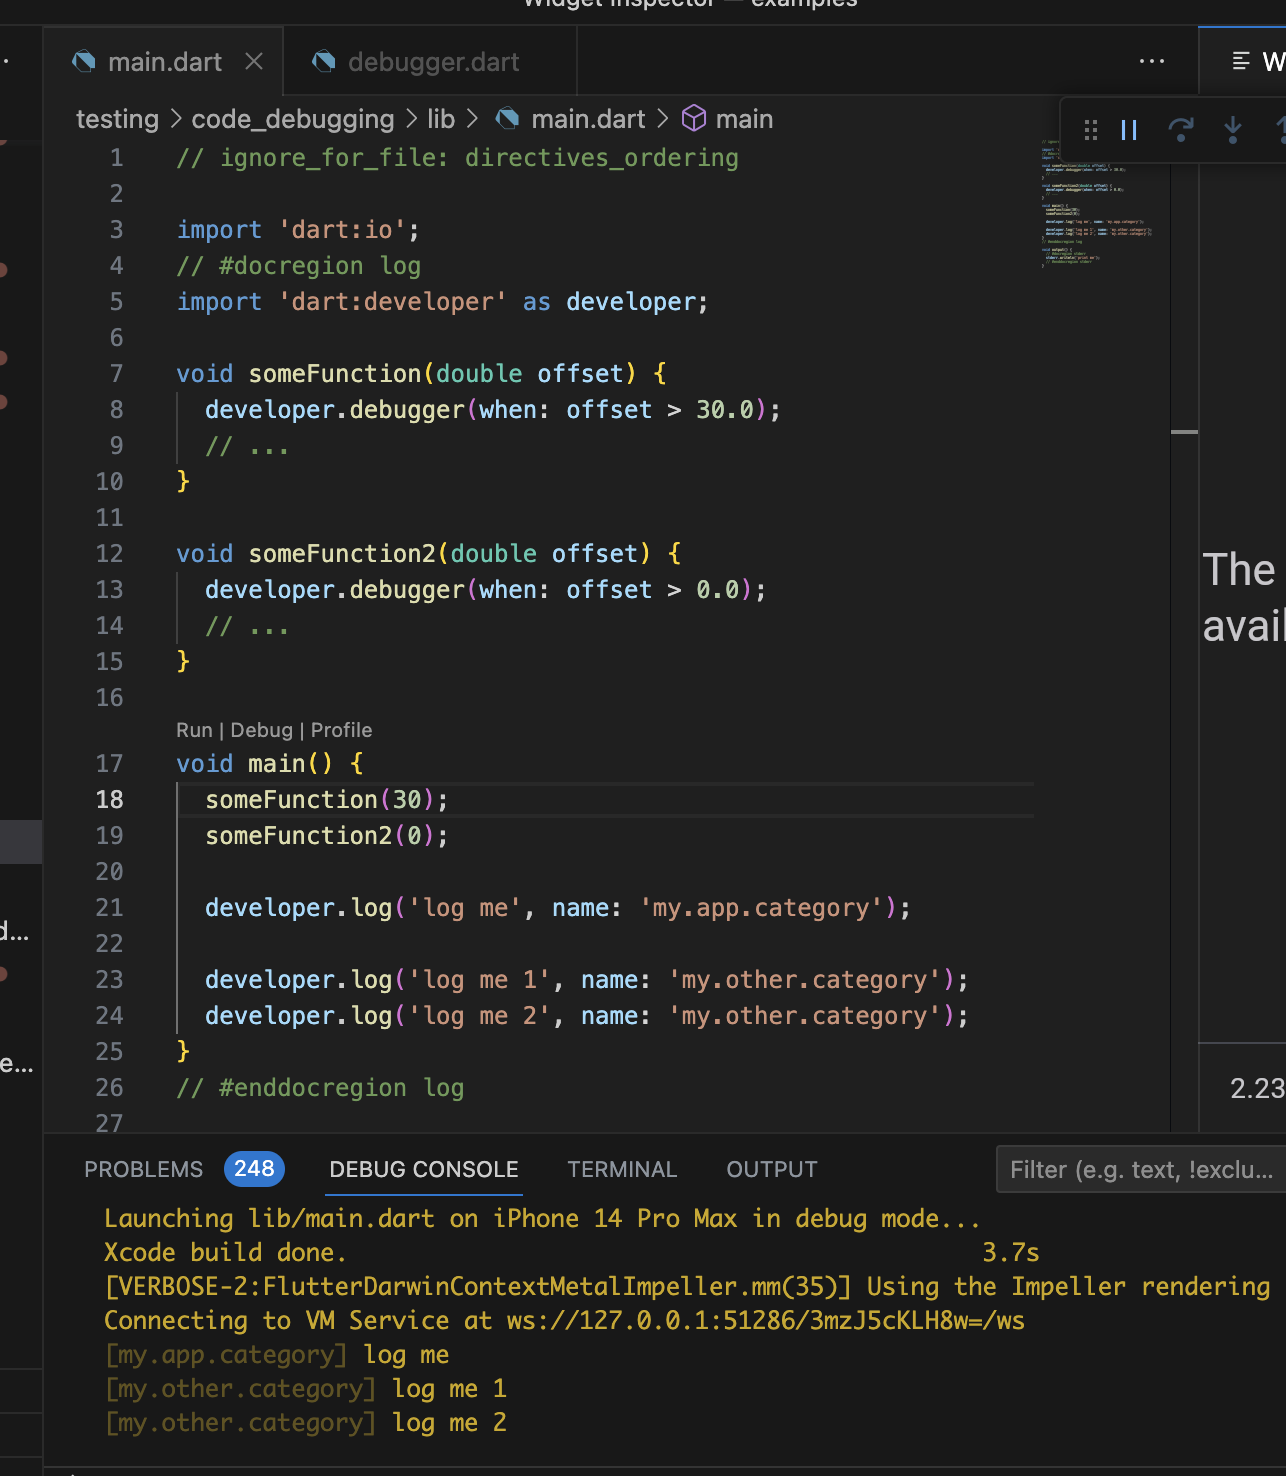 Widget Inspector — examples
main.dart
debugger.dart
W
testing > code_debugging > lib > main.dart > main
1 // ignore_for_file: directives_ordering
2
3 import 'dart:io';
4 // #docregion log
5 import 'dart:developer' as developer;
6
7 void someFunction(double offset) {
8 developer.debugger(when: offset > 30.0);
9 // ...
10 }
11
12 void someFunction2(double offset) {
13 developer.debugger(when: offset > 0.0);
14 // ...
15 }
16
Run | Debug | Profile
17 void main() {
18 someFunction(30);
19 someFunction2(0);
20
21 developer.log('log me', name: 'my.app.category');
22
23 developer.log('log me 1', name: 'my.other.category');
24 developer.log('log me 2', name: 'my.other.category');
25 }
26 // #enddocregion log
27
The
avail
2.23
d...
e...
PROBLEMS 248 DEBUG CONSOLE TERMINAL OUTPUT Filter (e.g. text, !exclu...
Launching lib/main.dart on iPhone 14 Pro Max in debug mode...
Xcode build done. 3.7s
[VERBOSE-2:FlutterDarwinContextMetalImpeller.mm(35)] Using the Impeller rendering
Connecting to VM Service at ws://127.0.0.1:51286/3mzJ5cKLH8w=/ws
[my.app.category] log me
[my.other.category] log me 1
[my.other.category] log me 2